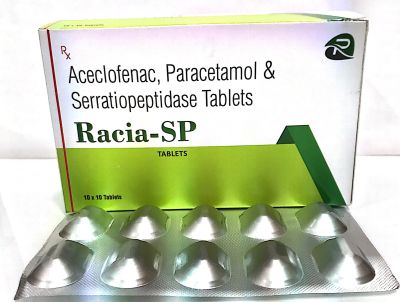 Rx
Aceclofenac, Paracetamol &
Serratiopeptidase Tablets
Racia-SP
TABLETS
10 x 10 Tablets